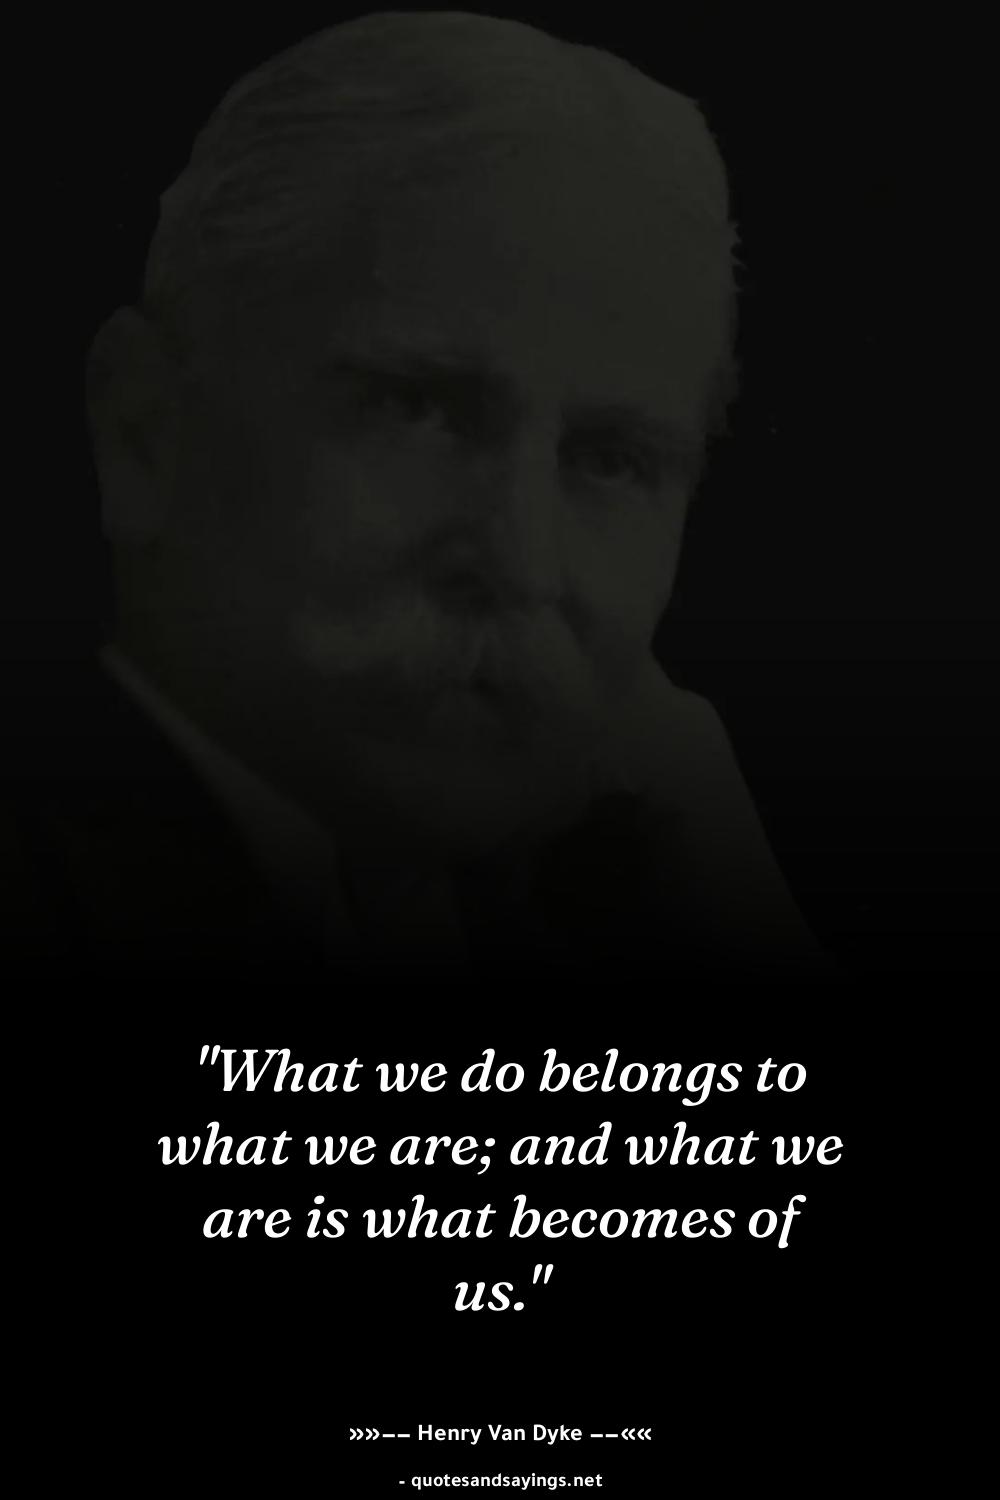 "What we do belongs to
what we are; and what we
are is what becomes of
us."
»»–– Henry Van Dyke ––««
- quotesandsayings.net